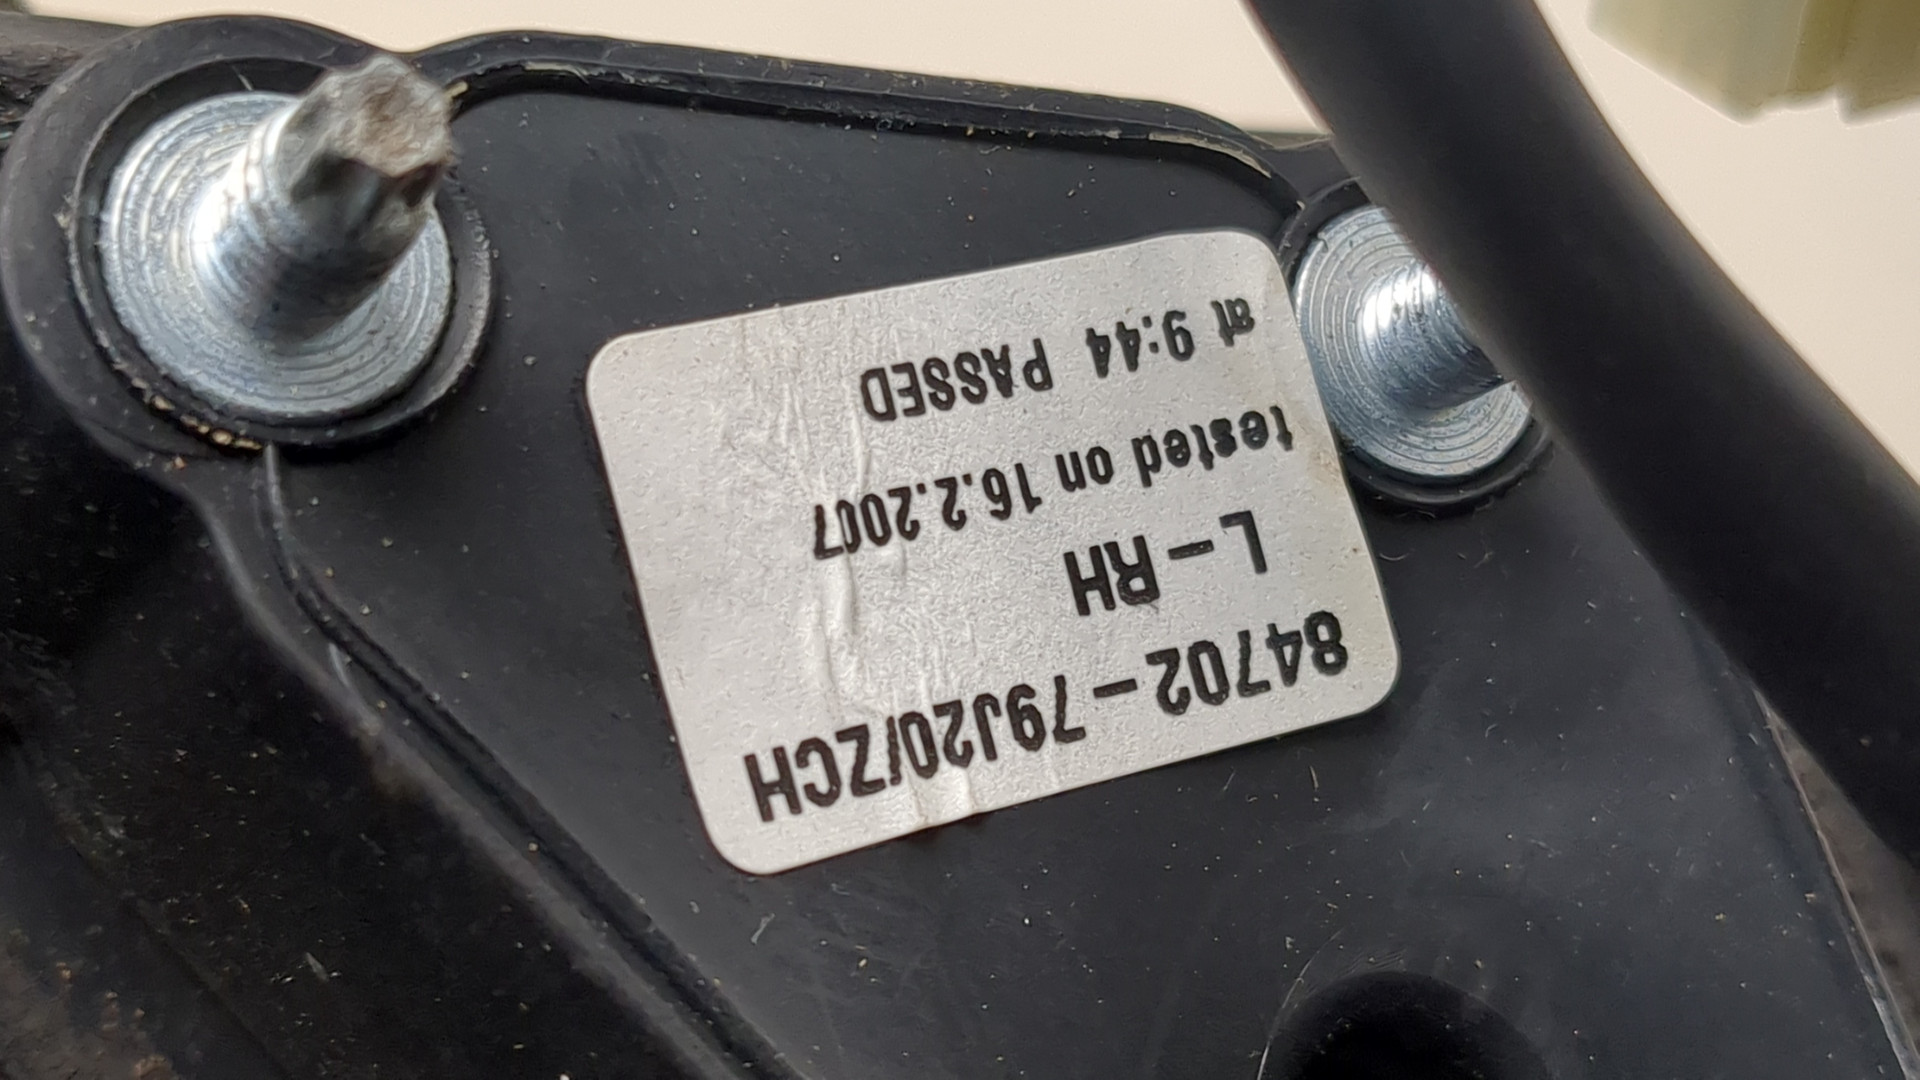 84702-79J20/ZCH
L-RH
tested on 16.2.2007
at 9:44 PASSED